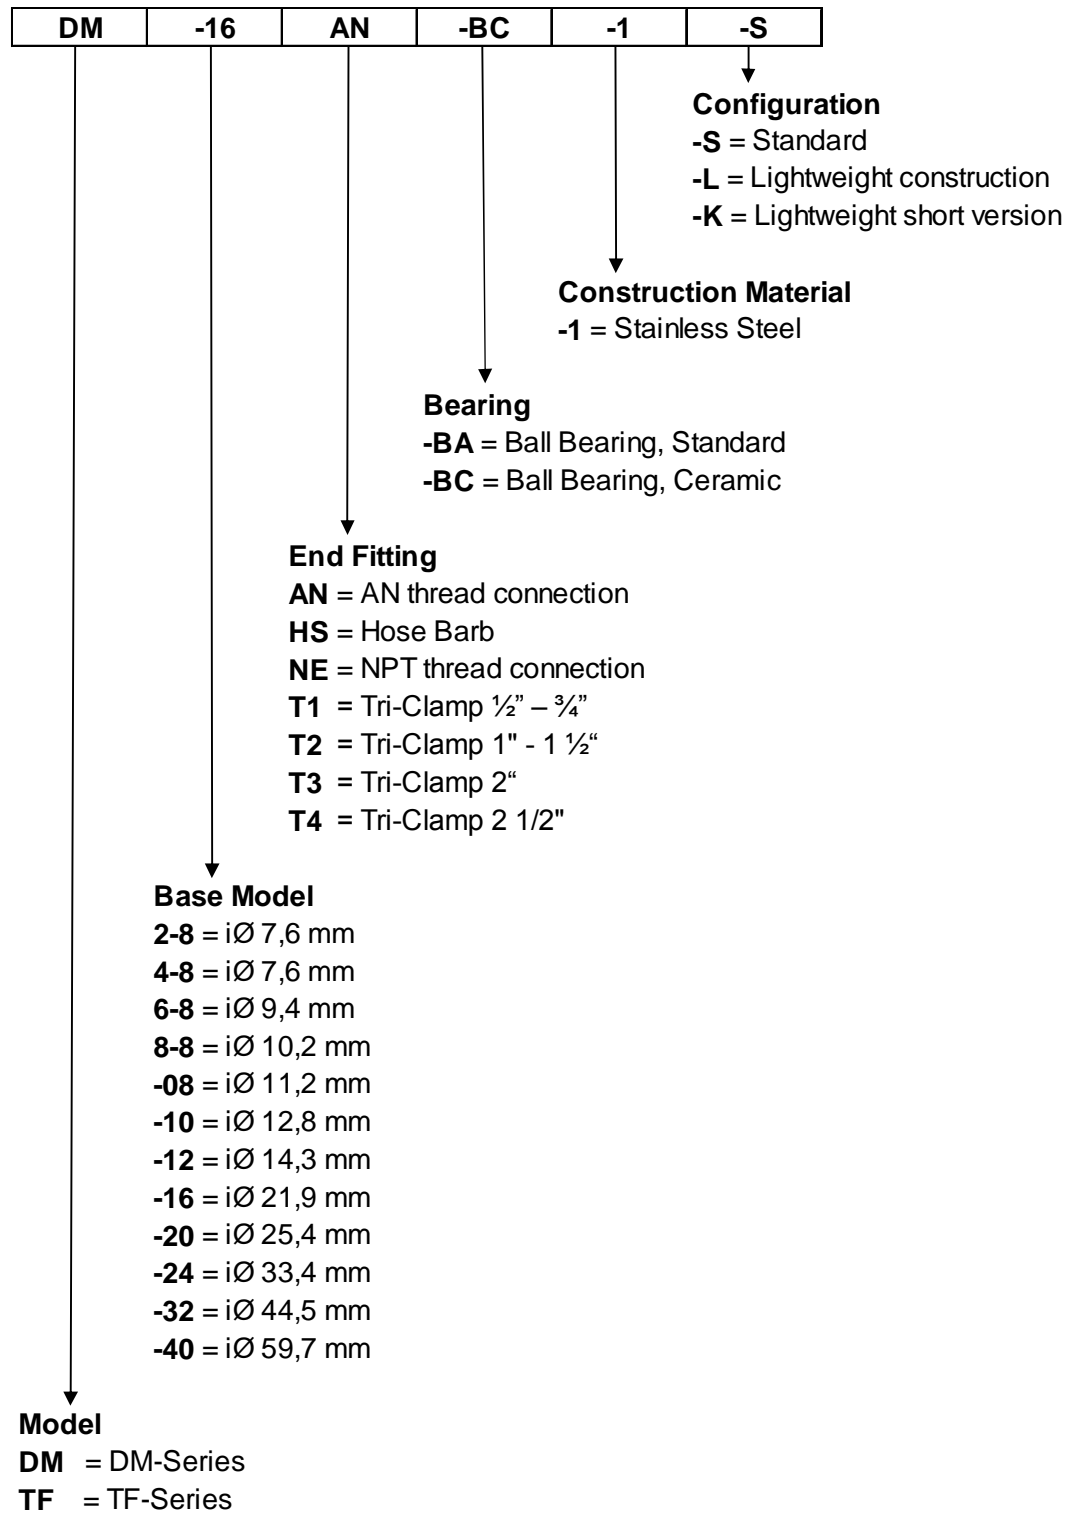 DM -16 AN -BC -1 -S
Configuration
-S = Standard
-L = Lightweight construction
-K = Lightweight short version
Construction Material
-1 = Stainless Steel
Bearing
-BA = Ball Bearing, Standard
-BC = Ball Bearing, Ceramic
End Fitting
AN = AN thread connection
HS = Hose Barb
NE = NPT thread connection
T1 = Tri-Clamp ½” – ¾”
T2 = Tri-Clamp 1" - 1 ½“
T3 = Tri-Clamp 2“
T4 = Tri-Clamp 2 1/2"
Base Model
2-8 = iØ 7,6 mm
4-8 = iØ 7,6 mm
6-8 = iØ 9,4 mm
8-8 = iØ 10,2 mm
-08 = iØ 11,2 mm
-10 = iØ 12,8 mm
-12 = iØ 14,3 mm
-16 = iØ 21,9 mm
-20 = iØ 25,4 mm
-24 = iØ 33,4 mm
-32 = iØ 44,5 mm
-40 = iØ 59,7 mm
Model
DM = DM-Series
TF = TF-Series